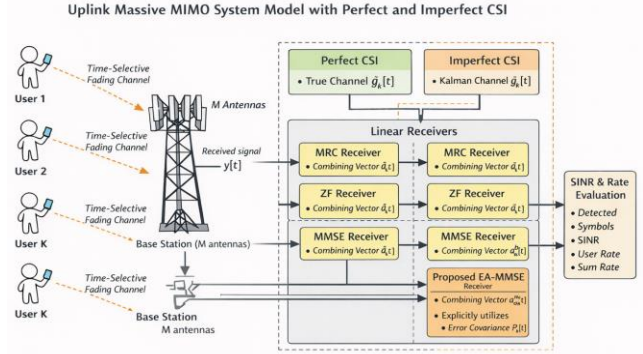 Uplink Massive MIMO System Model with Perfect and Imperfect CSI
Time-Selective
Fading Channel
User 1
M Antennas
Time-Selective
Fading Channel
User 2
Received signal
y[t]
Time-Selective
Fading Channel
User K
Base Station (M antennas)
Time-Selective
Fading Channel
User K
Base Station
M antennas
Perfect CSI
• True Channel
Imperfect CSI
• Kalman Channel
Linear Receivers
MRC Receiver
• Combining Vector
MRC Receiver
• Combining Vector
ZF Receiver
• Combining Vector
ZF Receiver
• Combining Vector
MMSE Receiver
• Combining Vector
MMSE Receiver
• Combining Vector
Proposed EA-MMSE
Receiver
• Combining Vector
• Explicitly utilizes
• Error Covariance
SINR & Rate
Evaluation
• Detected
• Symbols
• SINR
• User Rate
• Sum Rate